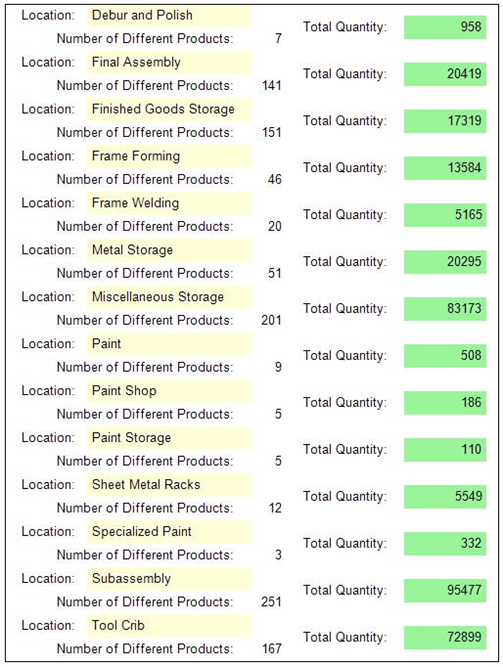 Location: Debur and Polish
Total Quantity: 958
Number of Different Products: 7
Location: Final Assembly
Total Quantity: 20419
Number of Different Products: 141
Location: Finished Goods Storage
Total Quantity: 17319
Number of Different Products: 151
Location: Frame Forming
Total Quantity: 13584
Number of Different Products: 46
Location: Frame Welding
Total Quantity: 5165
Number of Different Products: 20
Location: Metal Storage
Total Quantity: 20295
Number of Different Products: 51
Location: Miscellaneous Storage
Total Quantity: 83173
Number of Different Products: 201
Location: Paint
Total Quantity: 508
Number of Different Products: 9
Location: Paint Shop
Total Quantity: 186
Number of Different Products: 5
Location: Paint Storage
Total Quantity: 110
Number of Different Products: 5
Location: Sheet Metal Racks
Total Quantity: 5549
Number of Different Products: 12
Location: Specialized Paint
Total Quantity: 332
Number of Different Products: 3
Location: Subassembly
Total Quantity: 95477
Number of Different Products: 251
Location: Tool Crib
Total Quantity: 72899
Number of Different Products: 167